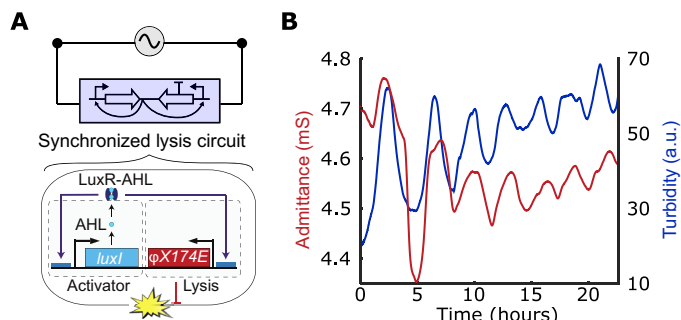 A
Synchronized lysis circuit
LuxR-AHL
AHL
luxI
φX174E
Activator
Lysis
B
4.8
4.7
4.6
4.5
4.4
Admittance (mS)
70
50
30
10
Turbidity (a.u.)
0
5
10
15
20
Time (hours)